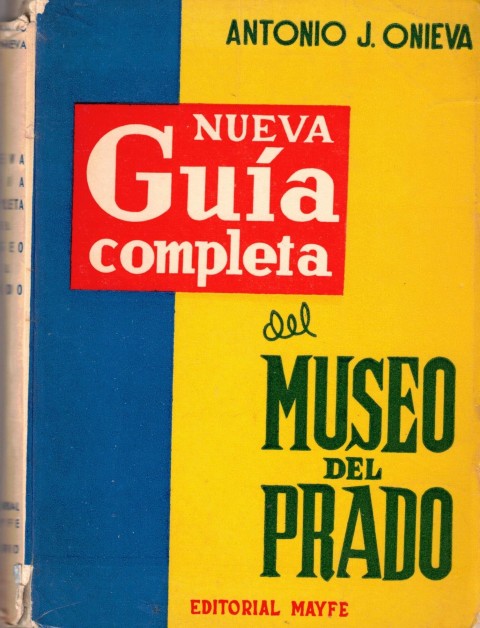 ANTONIO J. ONIEVA
NUEVA
Guía
completa
del
MUSEO
DEL
PRADO
EDITORIAL MAYFE